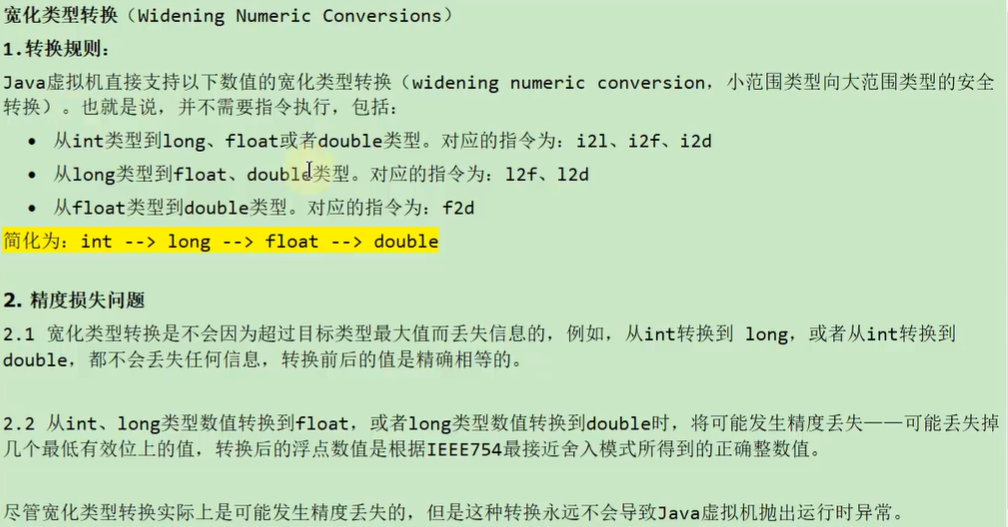 宽化类型转换（Widening Numeric Conversions）
1.转换规则：
Java虚拟机直接支持以下数值的宽化类型转换（widening numeric conversion，小范围类型向大范围类型的安全
转换）。也就是说，并不需要指令执行，包括：
• 从int类型到long、float或者double类型。对应的指令为：i2l、i2f、i2d
• 从long类型到float、double类型。对应的指令为：l2f、l2d
• 从float类型到double类型。对应的指令为：f2d
简化为：int --> long --> float --> double
2. 精度损失问题
2.1 宽化类型转换是不会因为超过目标类型最大值而丢失信息的，例如，从int转换到 long，或者从int转换到
double，都不会丢失任何信息，转换前后的值是精确相等的。
2.2 从int、long类型数值转换到float，或者long类型数值转换到double时，将可能发生精度丢失——可能丢失掉
几个最低有效位上的值，转换后的浮点数值是根据IEEE754最接近舍入模式所得到的正确整数值。
尽管宽化类型转换实际上是可能发生精度丢失的，但是这种转换永远不会导致Java虚拟机抛出运行时异常。